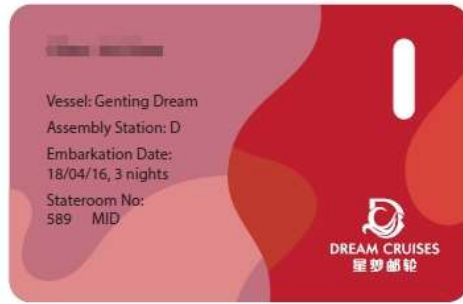 Vessel: Genting Dream
Assembly Station: D
Embarkation Date:
18/04/16, 3 nights
Stateroom No:
589 MID
DREAM CRUISES
星梦邮轮